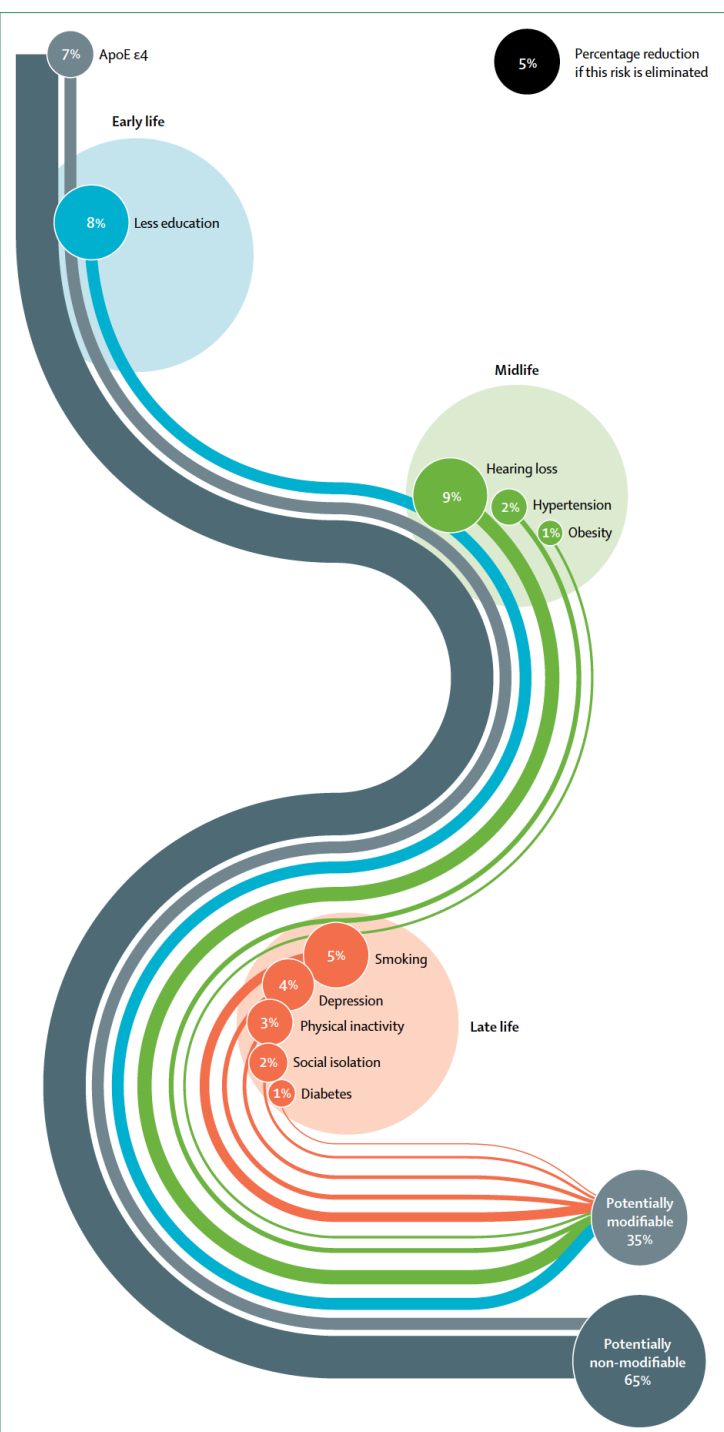 7%
ApoE ε4
5%
Percentage reduction
if this risk is eliminated
Early life
8%
Less education
Midlife
Hearing loss
9%
2%
Hypertension
1%
Obesity
5%
Smoking
4%
Depression
3%
Physical inactivity
Late life
2%
Social isolation
1%
Diabetes
Potentially
modifiable
35%
Potentially
non-modifiable
65%